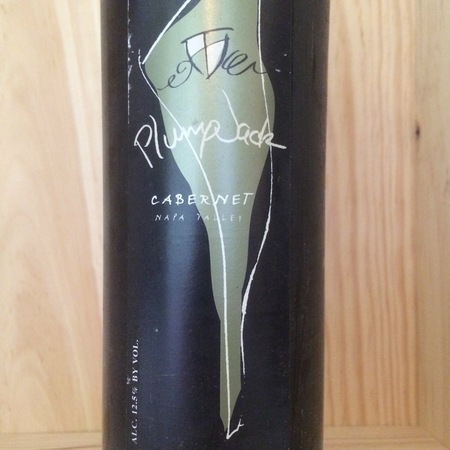 PlumpJack
CABERNET
NAPA VALLEY
ALC. 12.5% BY VOL.